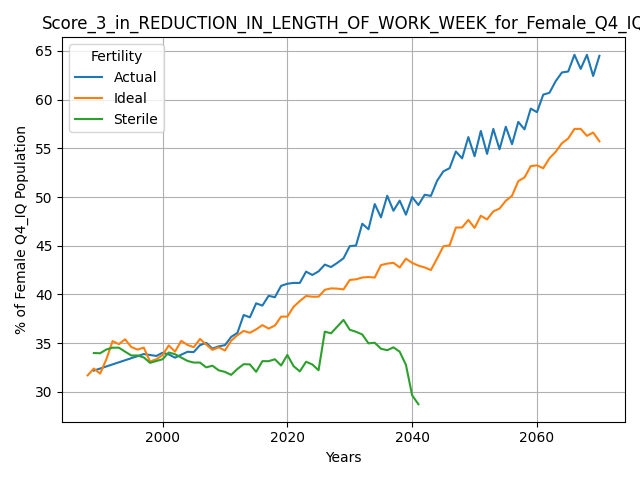 Score_3_in_REDUCTION_IN_LENGTH_OF_WORK_WEEK_for_Female_Q4_IQ
Fertility
Actual
Ideal
Sterile
% of Female Q4_IQ Population
65
60
55
50
45
40
35
30
2000 2020 2040 2060
Years